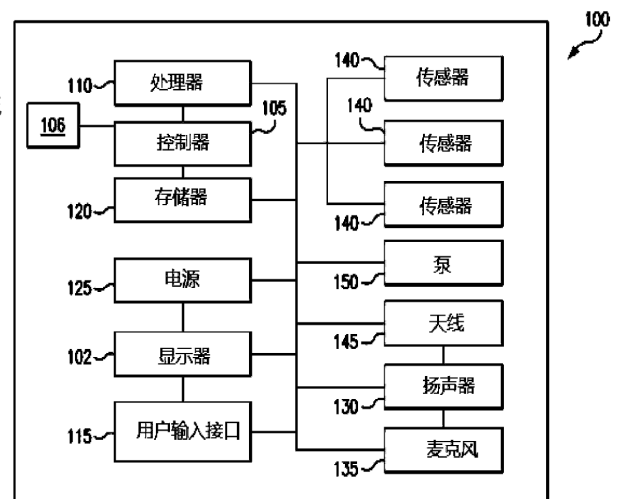 100
110
处理器
106
105
控制器
120
存储器
125
电源
102
显示器
115
用户输入接口
140
传感器
140
传感器
140
传感器
150
泵
145
天线
130
扬声器
135
麦克风